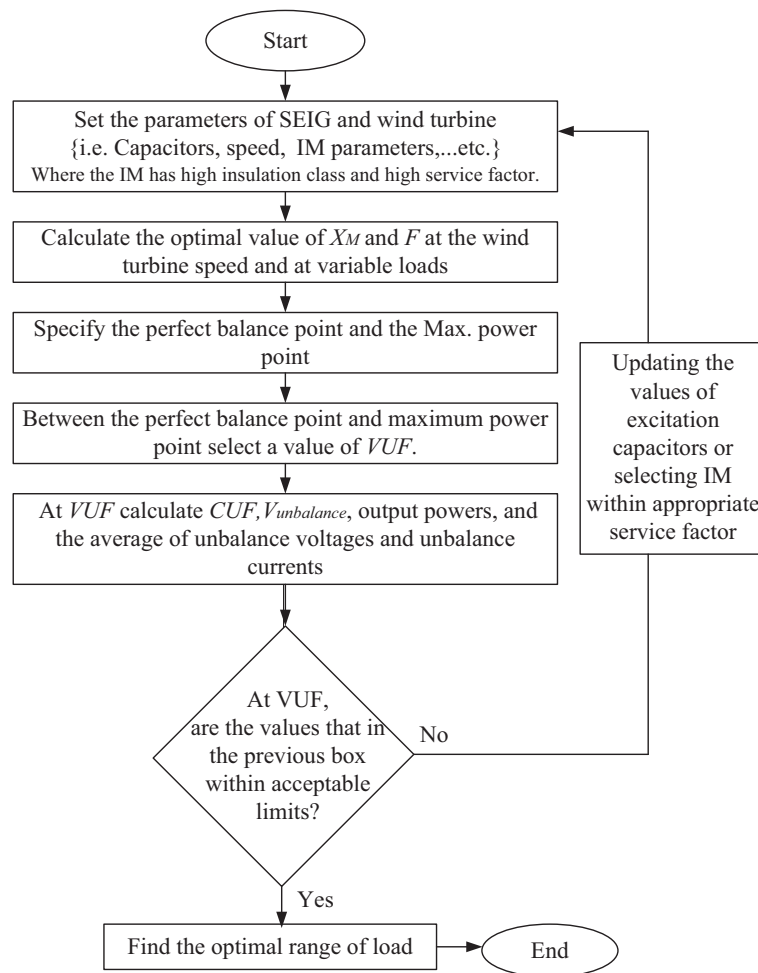 Start
Set the parameters of SEIG and wind turbine
{i.e. Capacitors, speed, IM parameters,...etc.}
Where the IM has high insulation class and high service factor.
Calculate the optimal value of XM and F at the wind
turbine speed and at variable loads
Specify the perfect balance point and the Max. power
point
Between the perfect balance point and maximum power
point select a value of VUF.
At VUF calculate CUF,Vunbalance, output powers, and
the average of unbalance voltages and unbalance
currents
At VUF,
are the values that in
the previous box
within acceptable
limits?
No
Updating the
values of
excitation
capacitors or
selecting IM
within appropriate
service factor
Yes
Find the optimal range of load
End